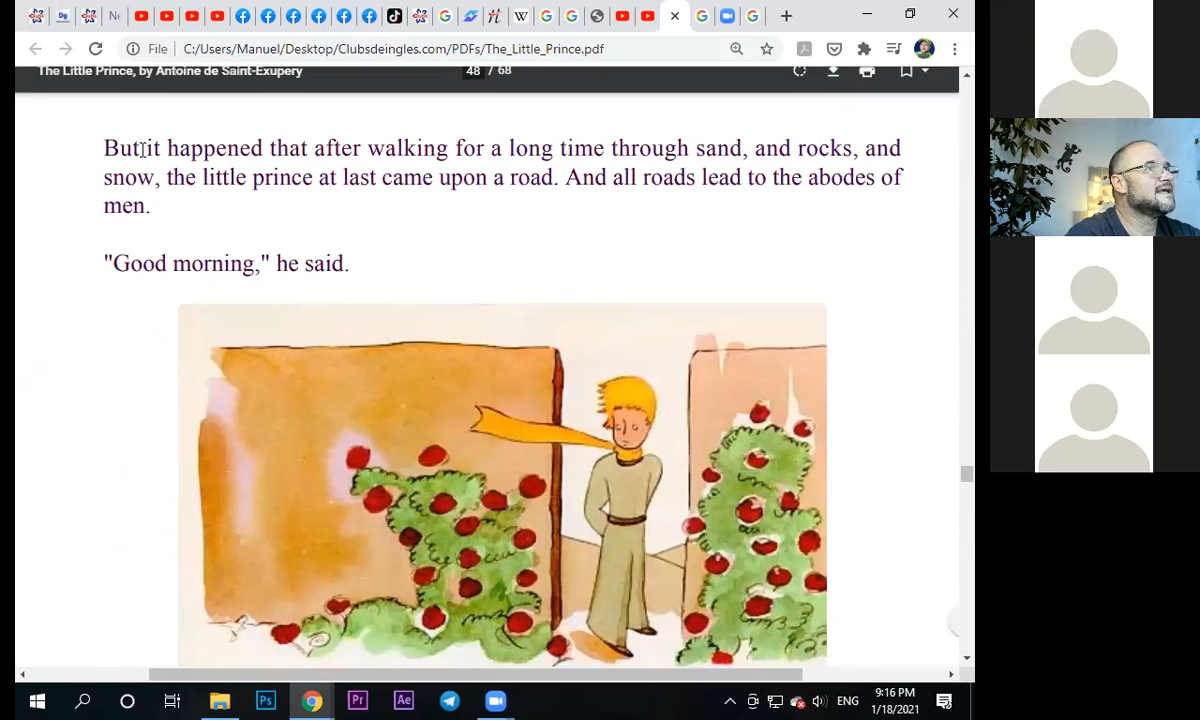 Ne
File
C:/Users/Manuel/Desktop/Clubsdeingles.com/PDFs/The_Little_Prince.pdf
The Little Prince, by Antoine de Saint-Exupery
48 / 68
But it happened that after walking for a long time through sand, and rocks, and
snow, the little prince at last came upon a road. And all roads lead to the abodes of
men.
"Good morning," he said.
ENG
9:16 PM
1/18/2021